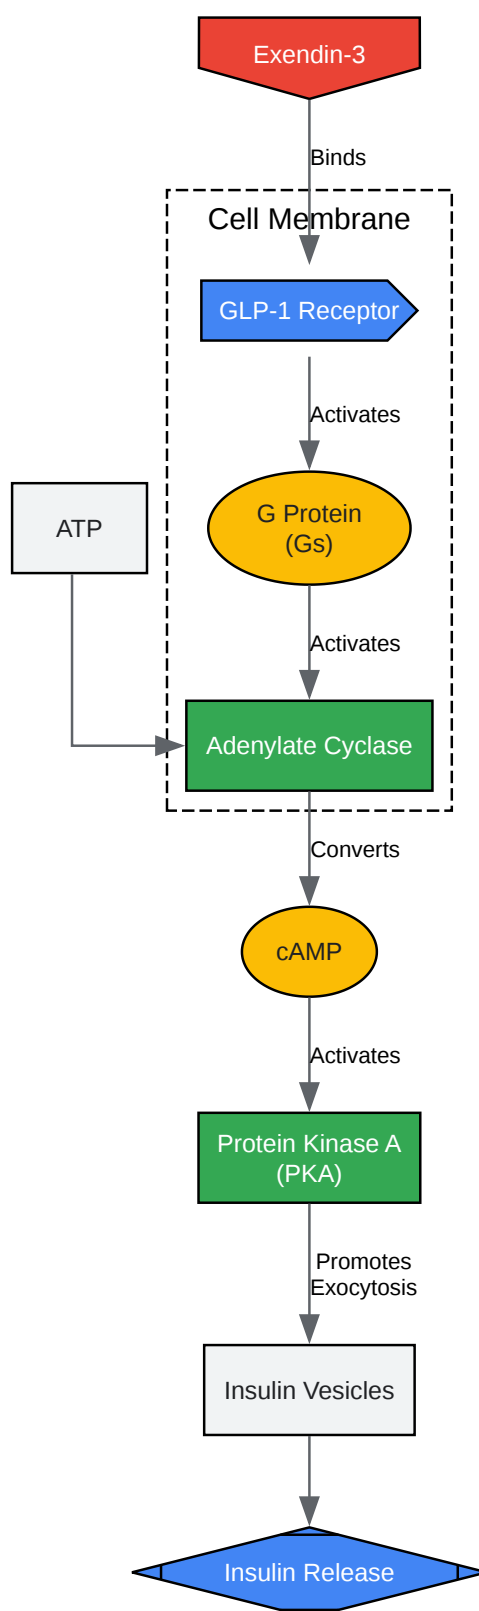 Exendin-3
Binds
Cell Membrane
GLP-1 Receptor
Activates
G Protein
(Gs)
ATP
Activates
Adenylate Cyclase
Converts
cAMP
Activates
Protein Kinase A
(PKA)
Promotes
Exocytosis
Insulin Vesicles
Insulin Release